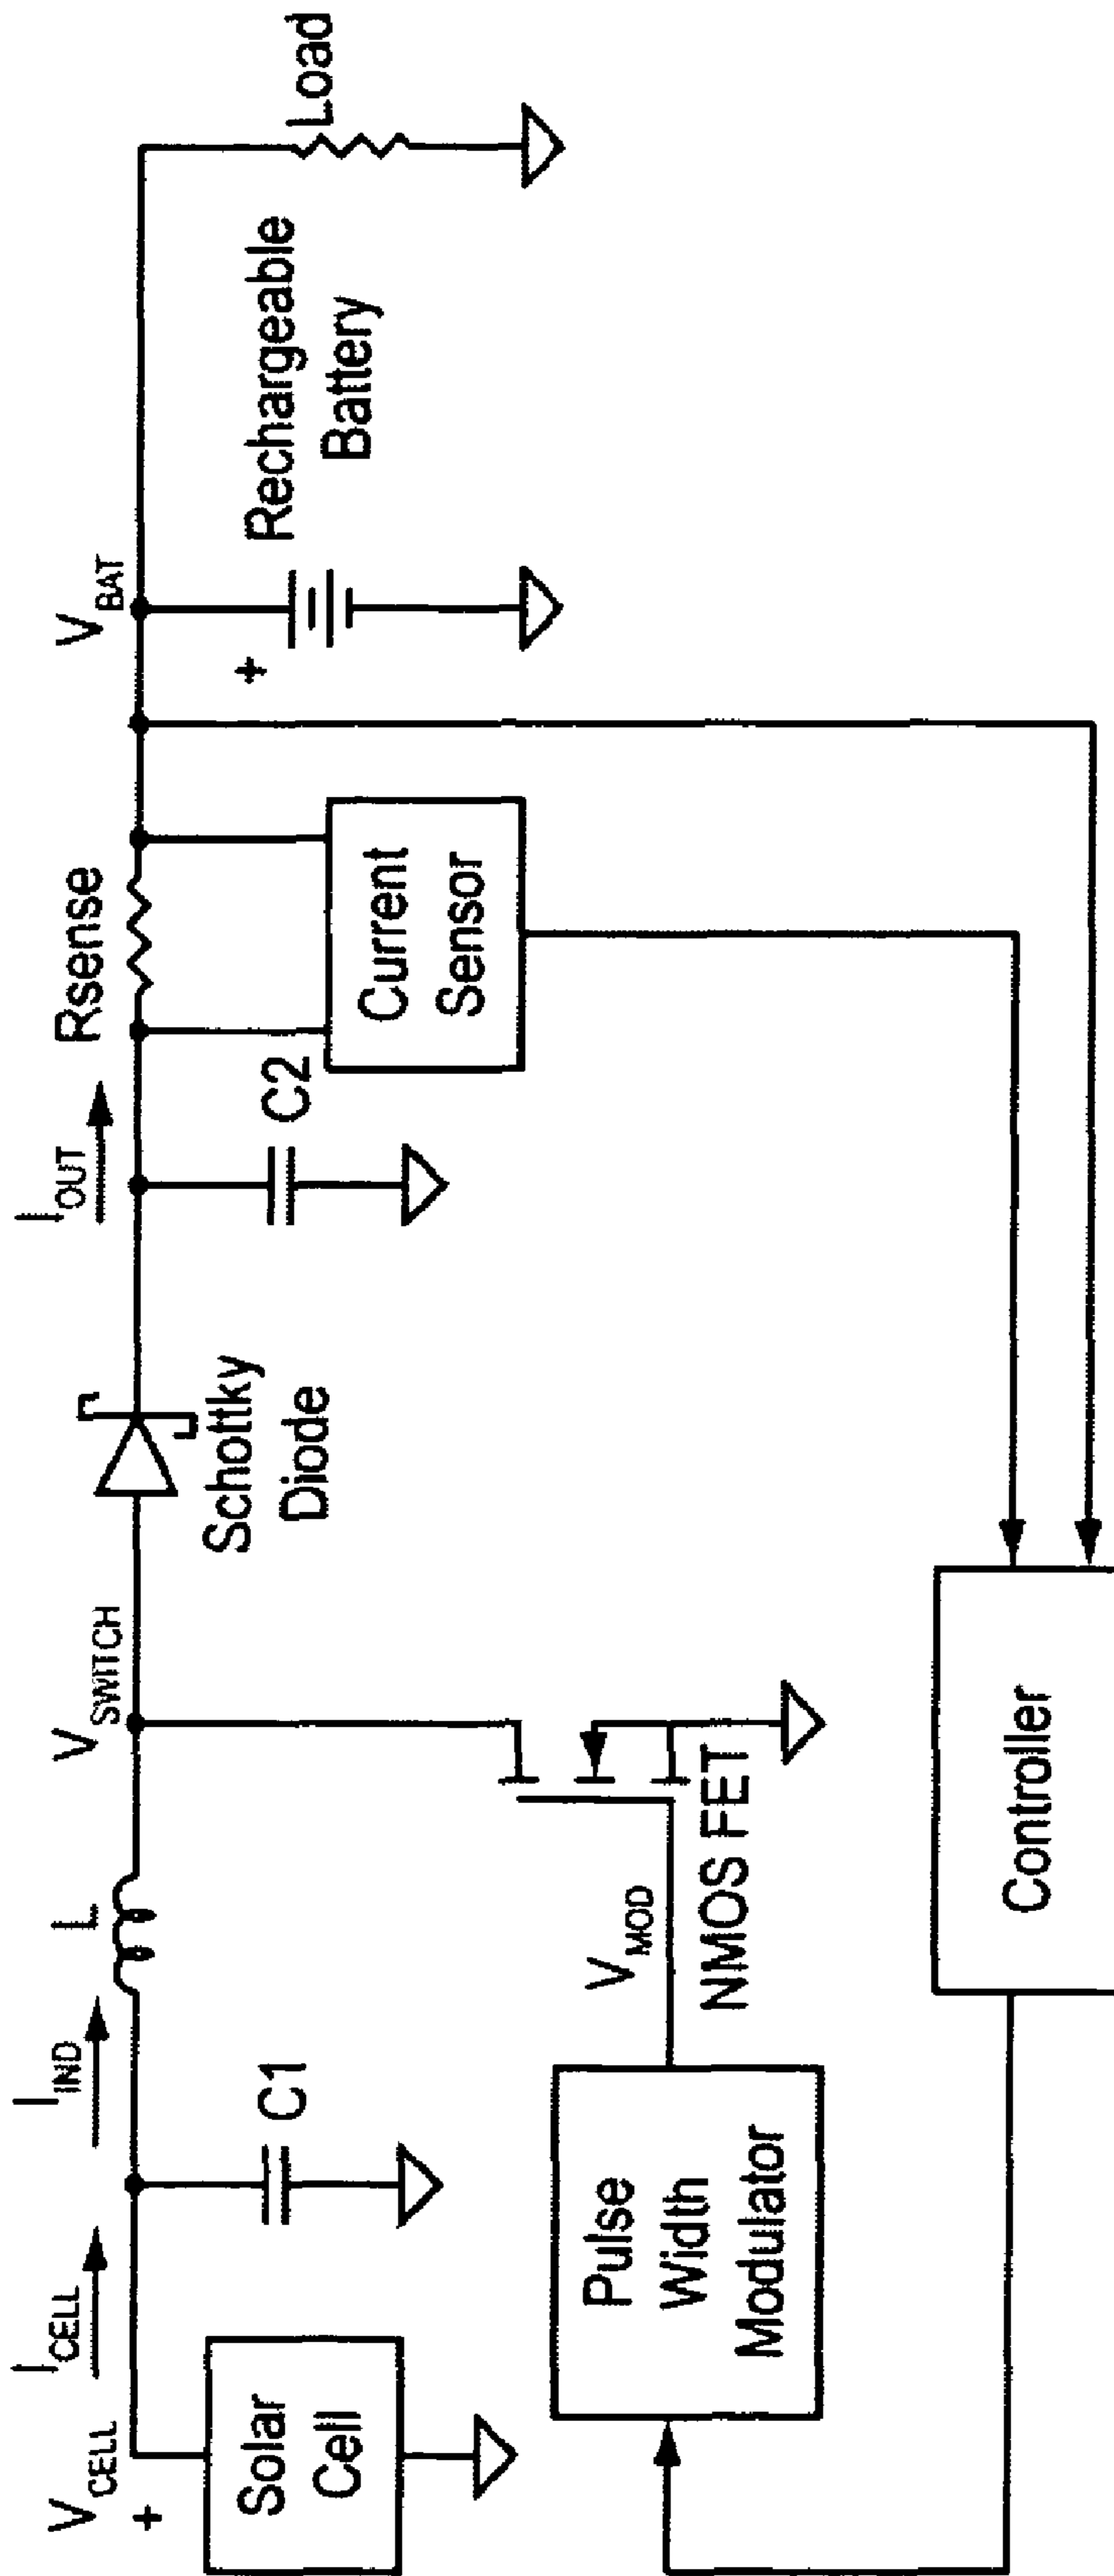 V_CELL
+
I_CELL
I_IND
L
V_SWITCH
I_OUT
Rsense
V_BAT
Solar
Cell
C1
Schottky
Diode
C2
Current
Sensor
+
Rechargeable
Battery
Load
Pulse
Width
Modulator
V_MOD
NMOS FET
Controller